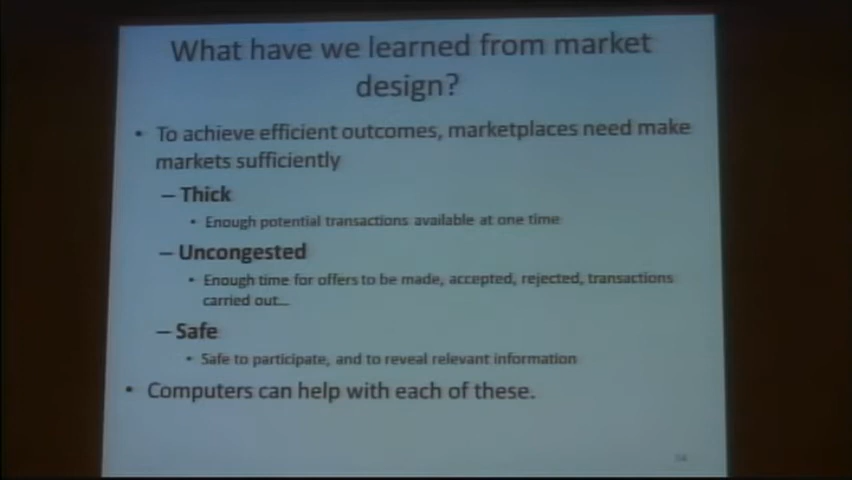 What have we learned from market
design?
• To achieve efficient outcomes, marketplaces need make
markets sufficiently
– Thick
• Enough potential transactions available at one time
– Uncongested
• Enough time for offers to be made, accepted, rejected, transactions
carried out…
– Safe
• Safe to participate, and to reveal relevant information
• Computers can help with each of these.